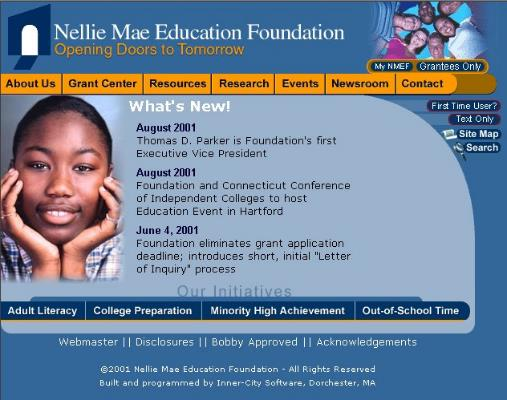 Nellie Mae Education Foundation
Opening Doors to Tomorrow
My NMEF
Grantees Only
About Us
Grant Center
Resources
Research
Events
Newsroom
Contact
First Time User?
Text Only
Site Map
Search
What's New!
August 2001
Thomas D. Parker is Foundation's first
Executive Vice President
August 2001
Foundation and Connecticut Conference
of Independent Colleges to host
Education Event in Hartford
June 4, 2001
Foundation eliminates grant application
deadline; introduces short, initial "Letter
of Inquiry" process
Our Initiatives
Adult Literacy
College Preparation
Minority High Achievement
Out-of-School Time
Webmaster || Disclosures || Bobby Approved || Acknowledgements
©2001 Nellie Mae Education Foundation - All Rights Reserved
Built and programmed by Inner-City Software, Dorchester, MA